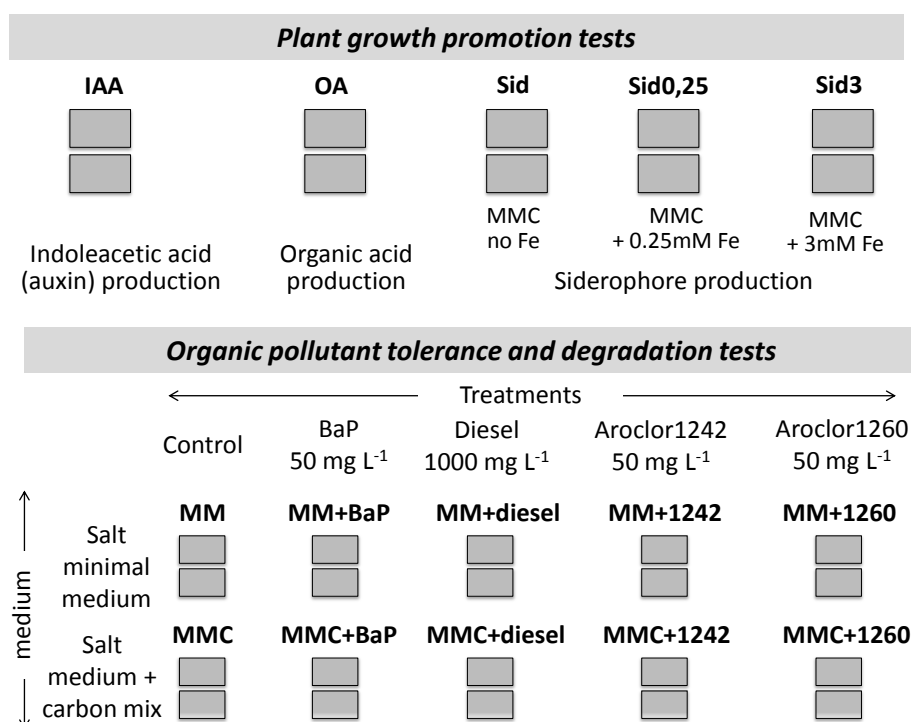 Plant growth promotion tests
IAA OA Sid Sid0,25 Sid3
MMC no Fe
MMC + 0.25mM Fe
MMC + 3mM Fe
Indoleacetic acid (auxin) production
Organic acid production
Siderophore production
Organic pollutant tolerance and degradation tests
Treatments
Control
BaP 50 mg L-1
Diesel 1000 mg L-1
Aroclor1242 50 mg L-1
Aroclor1260 50 mg L-1
medium
Salt minimal medium
MM MM+BaP MM+diesel MM+1242 MM+1260
Salt medium + carbon mix
MMC MMC+BaP MMC+diesel MMC+1242 MMC+1260